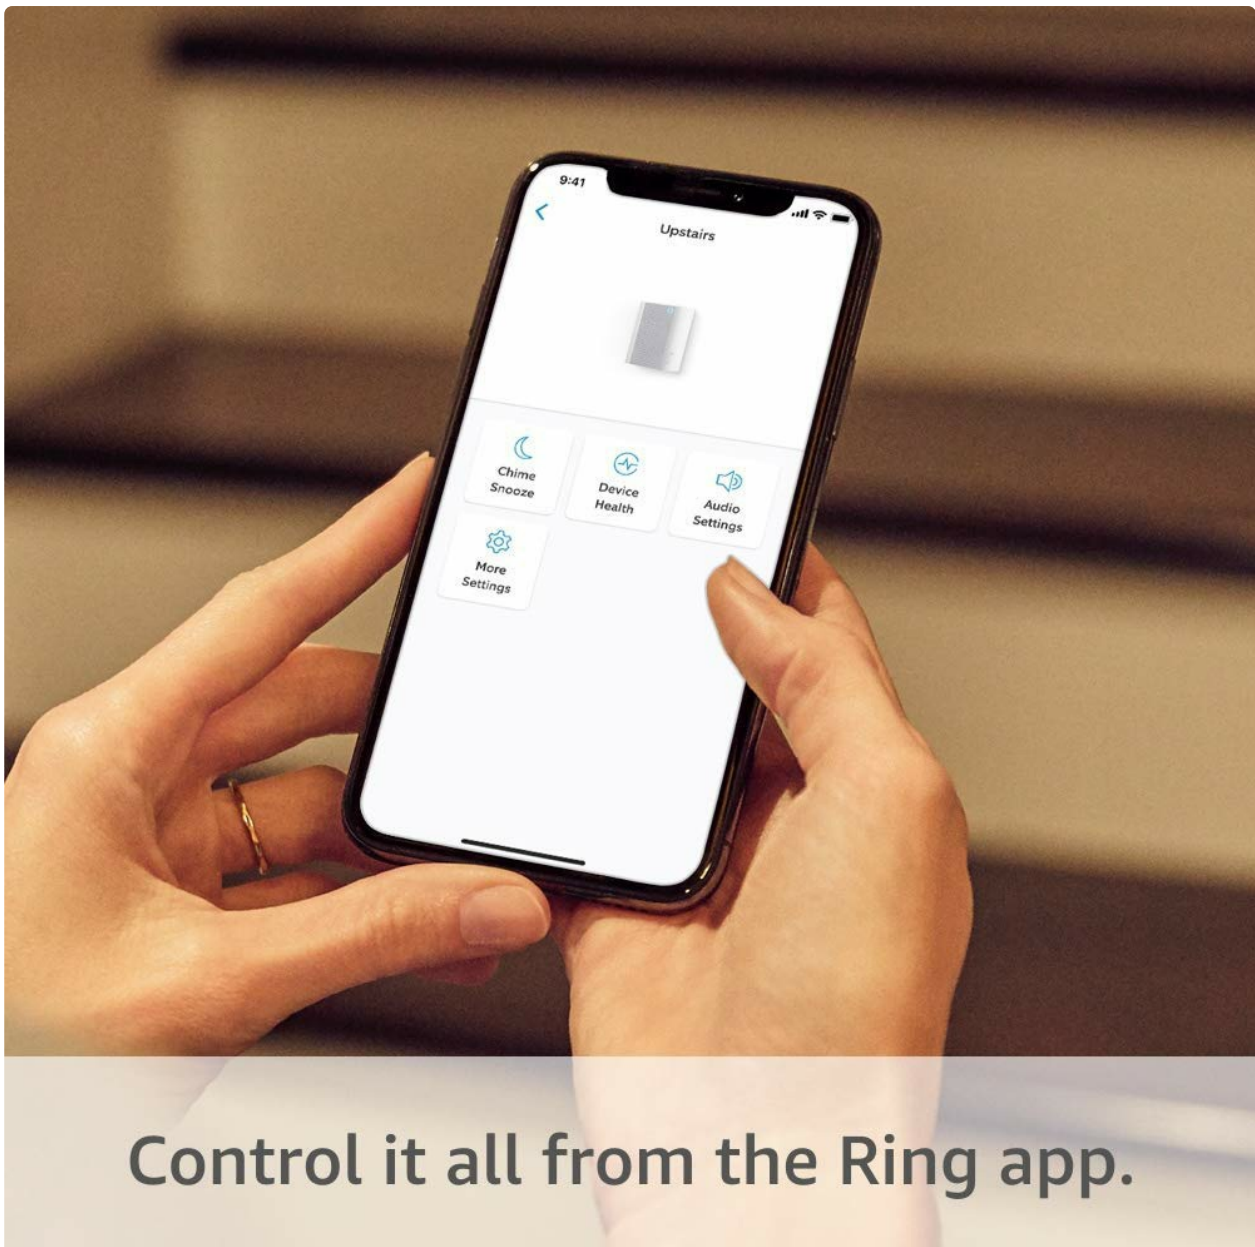 9:41
Upstairs
Chime
Snooze
Device
Health
Audio
Settings
More
Settings
Control it all from the Ring app.